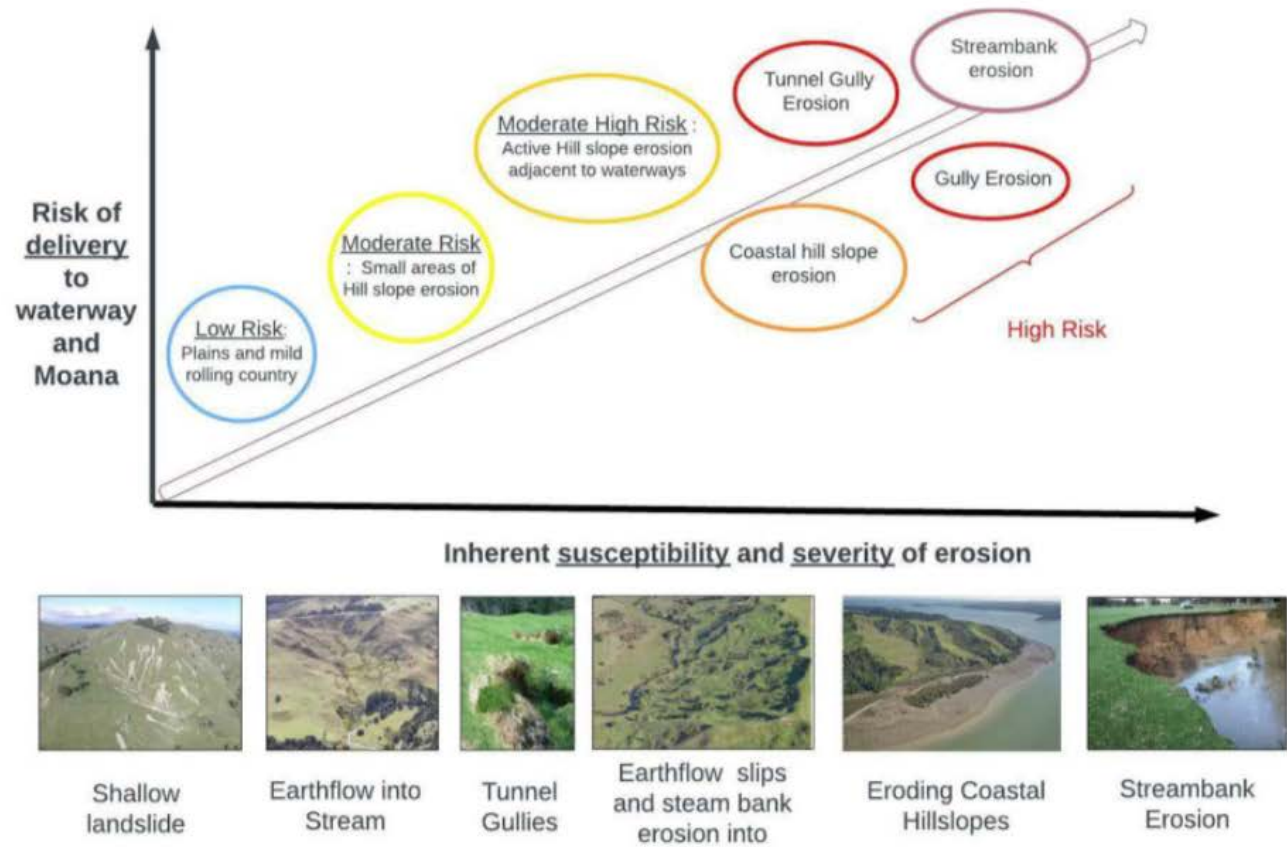 Streambank
erosion
Tunnel Gully
Erosion
Moderate High Risk :
Active Hill slope erosion
adjacent to waterways
Gully Erosion
Risk of
delivery
to
waterway
and
Moana
Moderate Risk
: Small areas of
Hill slope erosion
Coastal hill slope
erosion
Low Risk:
Plains and mild
rolling country
High Risk
Inherent susceptibility and severity of erosion
Shallow
landslide
Earthflow into
Stream
Tunnel
Gullies
Earthflow slips
and steam bank
erosion into
Eroding Coastal
Hillslopes
Streambank
Erosion